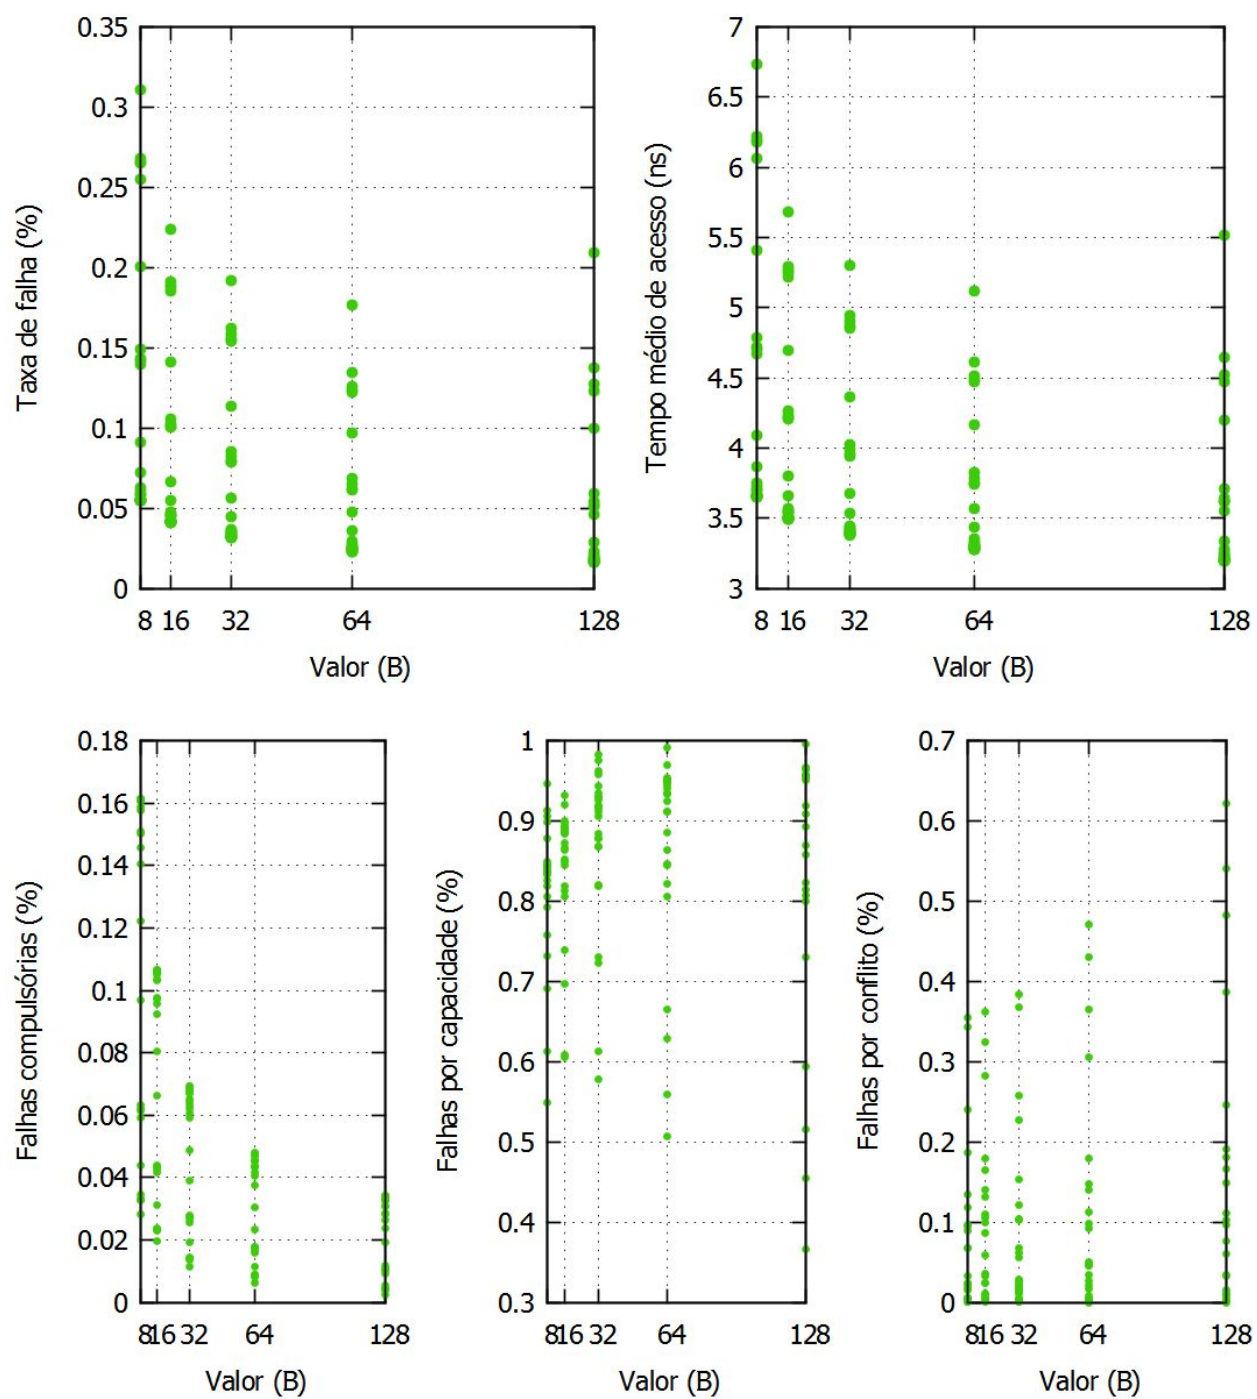 Taxa de falha (%)
0.35
0.3
0.25
0.2
0.15
0.1
0.05
0
8 16 32 64 128
Valor (B)
Tempo médio de acesso (ns)
7
6.5
6
5.5
5
4.5
4
3.5
3
8 16 32 64 128
Valor (B)
Falhas compulsórias (%)
0.18
0.16
0.14
0.12
0.1
0.08
0.06
0.04
0.02
0
8 16 32 64 128
Valor (B)
Falhas por capacidade (%)
1
0.9
0.8
0.7
0.6
0.5
0.4
0.3
8 16 32 64 128
Valor (B)
Falhas por conflito (%)
0.7
0.6
0.5
0.4
0.3
0.2
0.1
0
8 16 32 64 128
Valor (B)